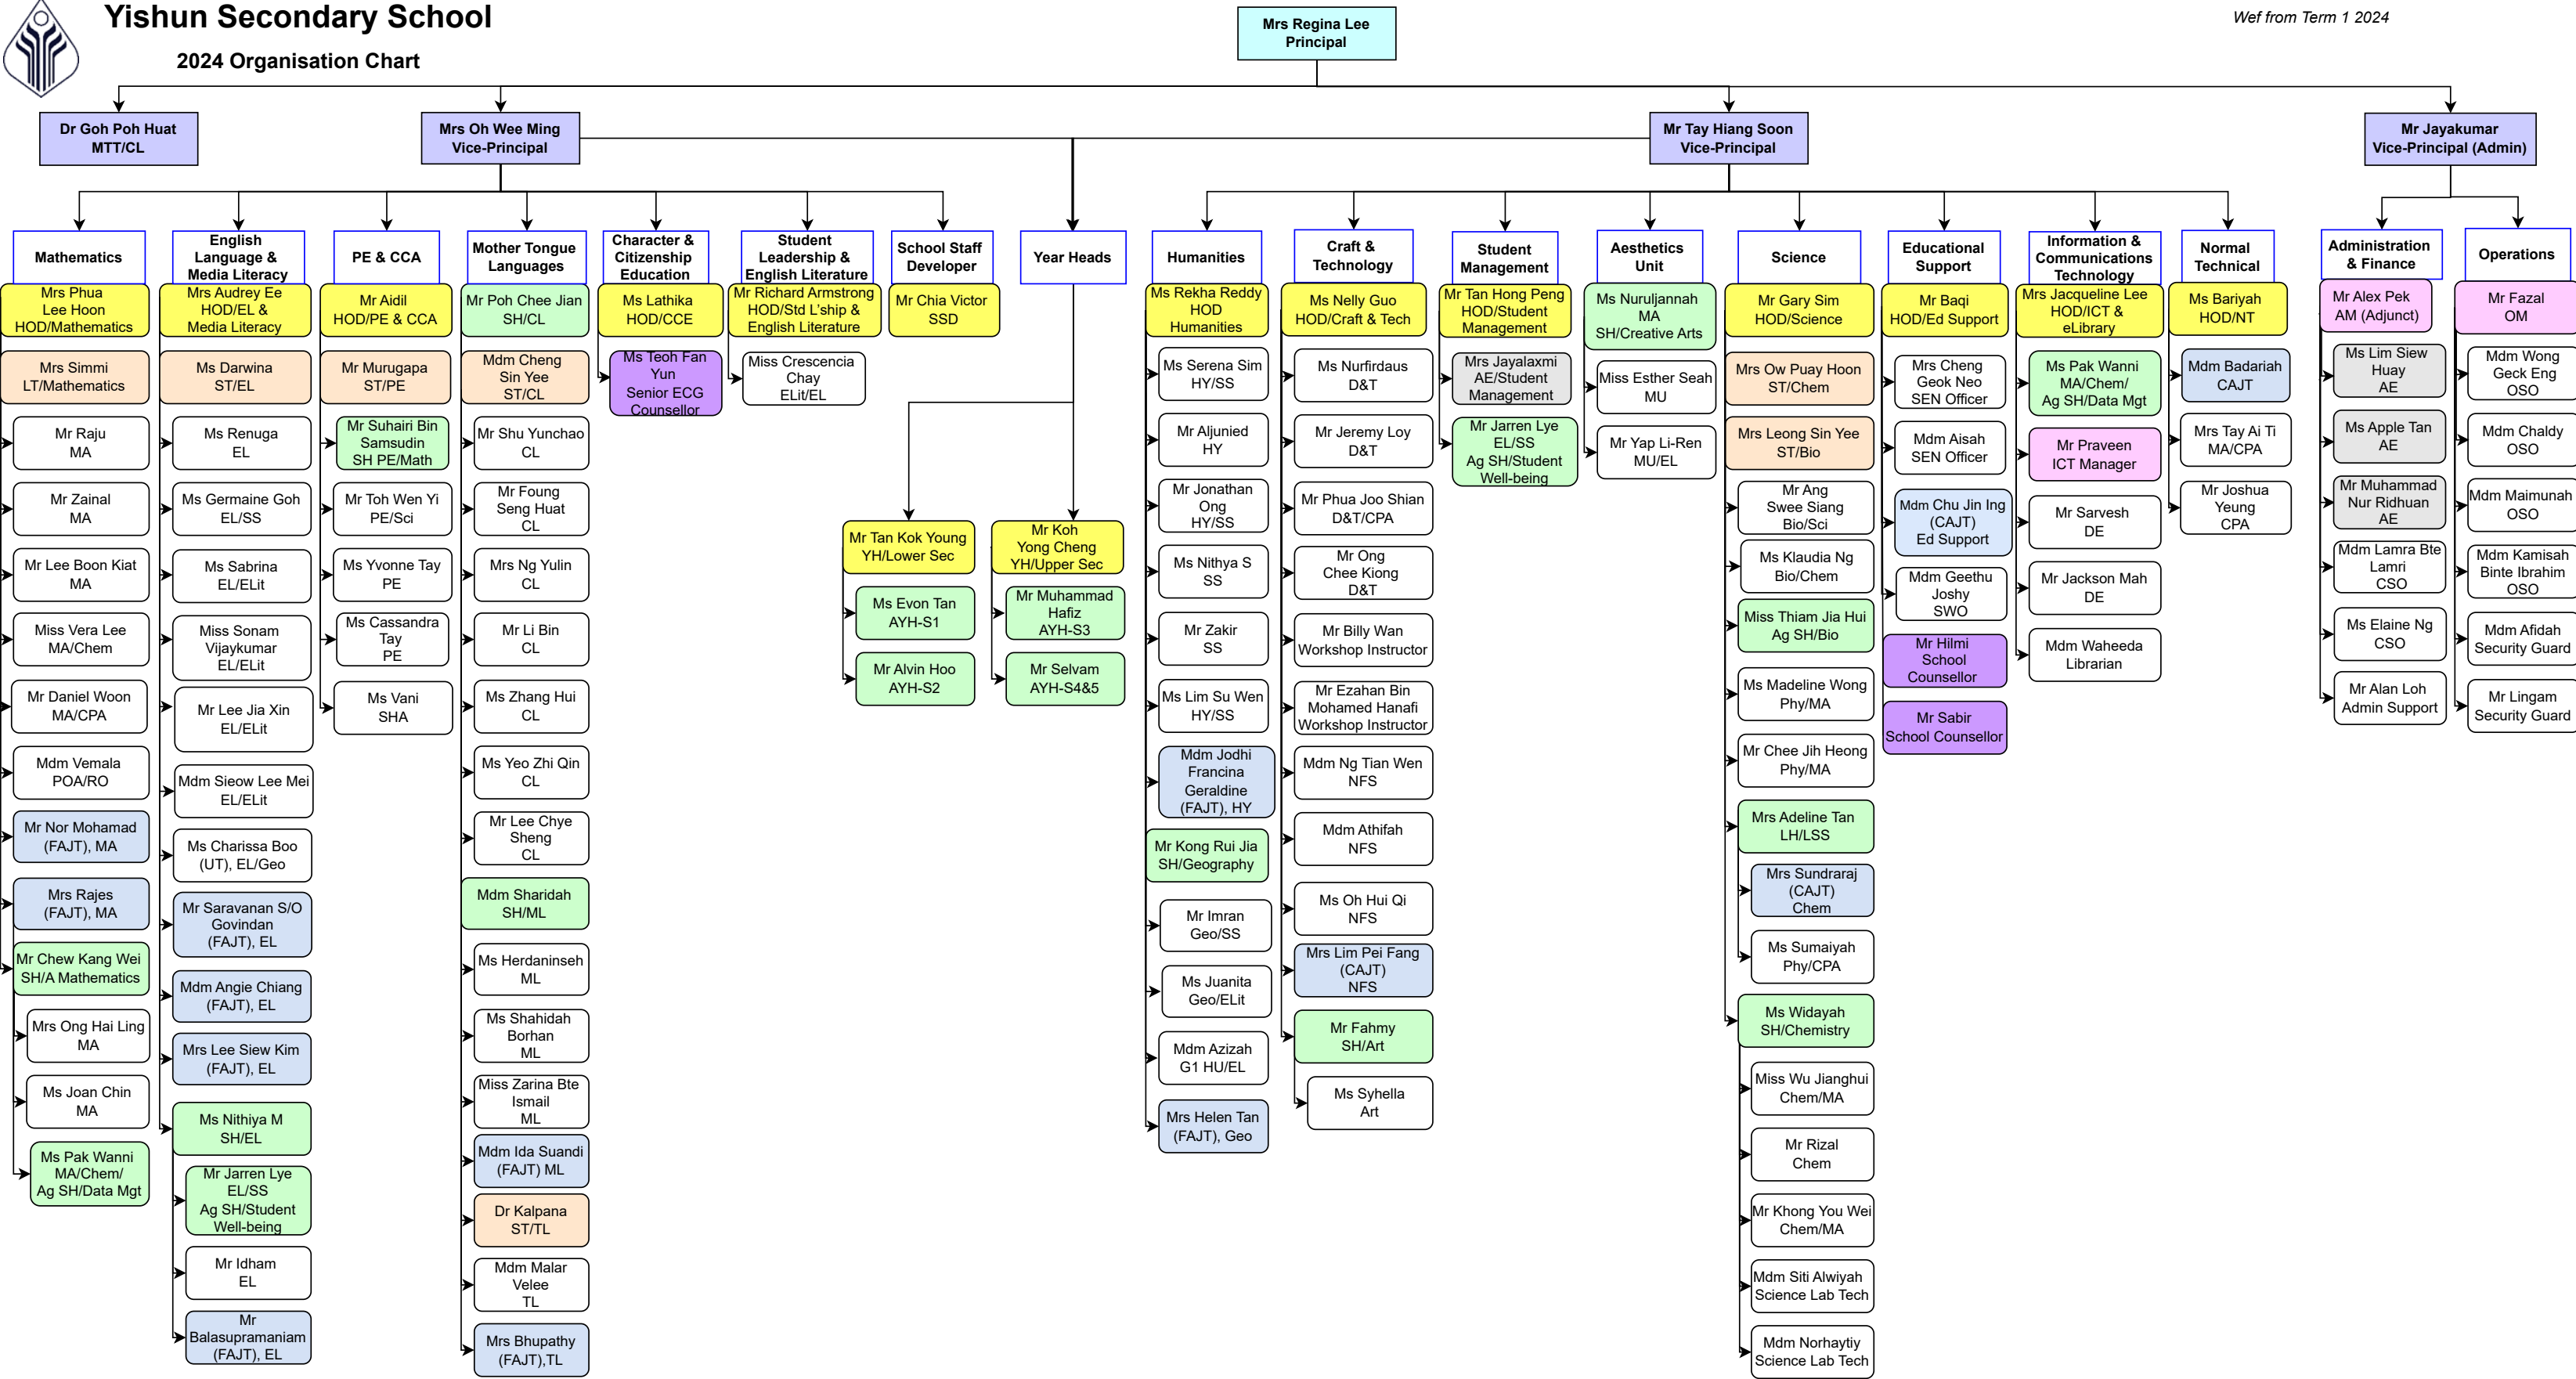 Yishun Secondary School
2024 Organisation Chart
Wef from Term 1 2024
Mrs Regina Lee
Principal
Dr Goh Poh Huat
MTT/CL
Mrs Oh Wee Ming
Vice-Principal
Mr Tay Hiang Soon
Vice-Principal
Mr Jayakumar
Vice-Principal (Admin)
Mathematics
Mrs Phua
Lee Hoon
HOD/Mathematics
Mrs Simmi
LT/Mathematics
Mr Raju
MA
Mr Zainal
MA
Mr Lee Boon Kiat
MA
Miss Vera Lee
MA/Chem
Mr Daniel Woon
MA/CPA
Mdm Vemala
POA/RO
Mr Nor Mohamad
(FAJT), MA
Mrs Rajes
(FAJT), MA
Mr Chew Kang Wei
SH/A Mathematics
Mrs Ong Hai Ling
MA
Ms Joan Chin
MA
Ms Pak Wanni
MA/Chem/
Ag SH/Data Mgt
English
Language &
Media Literacy
Mrs Audrey Ee
HOD/EL &
Media Literacy
Ms Darwina
ST/EL
Ms Renuga
EL
Ms Germaine Goh
EL/SS
Ms Sabrina
EL/ELit
Miss Sonam
Vijaykumar
EL/ELit
Mr Lee Jia Xin
EL/ELit
Mdm Sieow Lee Mei
EL/ELit
Ms Charissa Boo
(UT), EL/Geo
Mr Saravanan S/O
Govindan
(FAJT), EL
Mdm Angie Chiang
(FAJT), EL
Mrs Lee Siew Kim
(FAJT), EL
Ms Nithiya M
SH/EL
Mr Jarren Lye
EL/SS
Ag SH/Student
Well-being
Mr Idham
EL
Mr
Balasupramaniam
(FAJT), EL
PE & CCA
Mr Aidil
HOD/PE & CCA
Mr Murugapa
ST/PE
Mr Suhairi Bin
Samsudin
SH PE/Math
Mr Toh Wen Yi
PE/Sci
Ms Yvonne Tay
PE
Ms Cassandra
Tay
PE
Ms Vani
SHA
Mother Tongue
Languages
Mr Poh Chee Jian
SH/CL
Mdm Cheng
Sin Yee
ST/CL
Mr Shu Yunchao
CL
Mr Foung
Seng Huat
CL
Mrs Ng Yulin
CL
Mr Li Bin
CL
Ms Zhang Hui
CL
Ms Yeo Zhi Qin
CL
Mr Lee Chye
Sheng
CL
Mdm Sharidah
SH/ML
Ms Herdaninseh
ML
Ms Shahidah
Borhan
ML
Miss Zarina Bte
Ismail
ML
Mdm Ida Suandi
(FAJT) ML
Dr Kalpana
ST/TL
Mdm Malar
Velee
TL
Mrs Bhupathy
(FAJT),TL
Character &
Citizenship
Education
Ms Lathika
HOD/CCE
Ms Teoh Fan
Yun
Senior ECG
Counsellor
Student
Leadership &
English Literature
Mr Richard Armstrong
HOD/Std L'ship &
English Literature
Miss Crescencia
Chay
ELit/EL
School Staff
Developer
Mr Chia Victor
SSD
Year Heads
Mr Tan Kok Young
YH/Lower Sec
Ms Evon Tan
AYH-S1
Mr Alvin Hoo
AYH-S2
Mr Koh
Yong Cheng
YH/Upper Sec
Mr Muhammad
Hafiz
AYH-S3
Mr Selvam
AYH-S4&5
Humanities
Ms Rekha Reddy
HOD
Humanities
Ms Serena Sim
HY/SS
Mr Aljunied
HY
Mr Jonathan
Ong
HY/SS
Ms Nithya S
SS
Mr Zakir
SS
Ms Lim Su Wen
HY/SS
Mdm Jodhi
Francina
Geraldine
(FAJT), HY
Mr Kong Rui Jia
SH/Geography
Mr Imran
Geo/SS
Ms Juanita
Geo/ELit
Mdm Azizah
G1 HU/EL
Mrs Helen Tan
(FAJT), Geo
Craft &
Technology
Ms Nelly Guo
HOD/Craft & Tech
Ms Nurfirdaus
D&T
Mr Jeremy Loy
D&T
Mr Phua Joo Shian
D&T/CPA
Mr Ong
Chee Kiong
D&T
Mr Billy Wan
Workshop Instructor
Mr Ezahan Bin
Mohamed Hanafi
Workshop Instructor
Mdm Ng Tian Wen
NFS
Mdm Athifah
NFS
Ms Oh Hui Qi
NFS
Mrs Lim Pei Fang
(CAJT)
NFS
Mr Fahmy
SH/Art
Ms Syhella
Art
Student
Management
Mr Tan Hong Peng
HOD/Student
Management
Mrs Jayalaxmi
AE/Student
Management
Mr Jarren Lye
EL/SS
Ag SH/Student
Well-being
Aesthetics
Unit
Ms Nuruljannah
MA
SH/Creative Arts
Miss Esther Seah
MU
Mr Yap Li-Ren
MU/EL
Science
Mr Gary Sim
HOD/Science
Mrs Ow Puay Hoon
ST/Chem
Mrs Leong Sin Yee
ST/Bio
Mr Ang
Swee Siang
Bio/Sci
Ms Klaudia Ng
Bio/Chem
Miss Thiam Jia Hui
Ag SH/Bio
Ms Madeline Wong
Phy/MA
Mr Chee Jih Heong
Phy/MA
Mrs Adeline Tan
LH/LSS
Mrs Sundraraj
(CAJT)
Chem
Ms Sumaiyah
Phy/CPA
Ms Widayah
SH/Chemistry
Miss Wu Jianghui
Chem/MA
Mr Rizal
Chem
Mr Khong You Wei
Chem/MA
Mdm Siti Alwiyah
Science Lab Tech
Mdm Norhaytiy
Science Lab Tech
Educational
Support
Mr Baqi
HOD/Ed Support
Mrs Cheng
Geok Neo
SEN Officer
Mdm Aisah
SEN Officer
Mdm Chu Jin Ing
(CAJT)
Ed Support
Mdm Geethu
Joshy
SWO
Mr Hilmi
School
Counsellor
Mr Sabir
School Counsellor
Information &
Communications
Technology
Mrs Jacqueline Lee
HOD/ICT &
eLibrary
Ms Pak Wanni
MA/Chem/
Ag SH/Data Mgt
Mr Praveen
ICT Manager
Mr Sarvesh
DE
Mr Jackson Mah
DE
Mdm Waheeda
Librarian
Normal
Technical
Ms Bariyah
HOD/NT
Mdm Badariah
CAJT
Mrs Tay Ai Ti
MA/CPA
Mr Joshua
Yeung
CPA
Administration
& Finance
Mr Alex Pek
AM (Adjunct)
Ms Lim Siew
Huay
AE
Ms Apple Tan
AE
Mr Muhammad
Nur Ridhuan
AE
Mdm Lamra Bte
Lamri
CSO
Ms Elaine Ng
CSO
Mr Alan Loh
Admin Support
Operations
Mr Fazal
OM
Mdm Wong
Geck Eng
OSO
Mdm Chaldy
OSO
Mdm Maimunah
OSO
Mdm Kamisah
Binte Ibrahim
OSO
Mdm Afidah
Security Guard
Mr Lingam
Security Guard